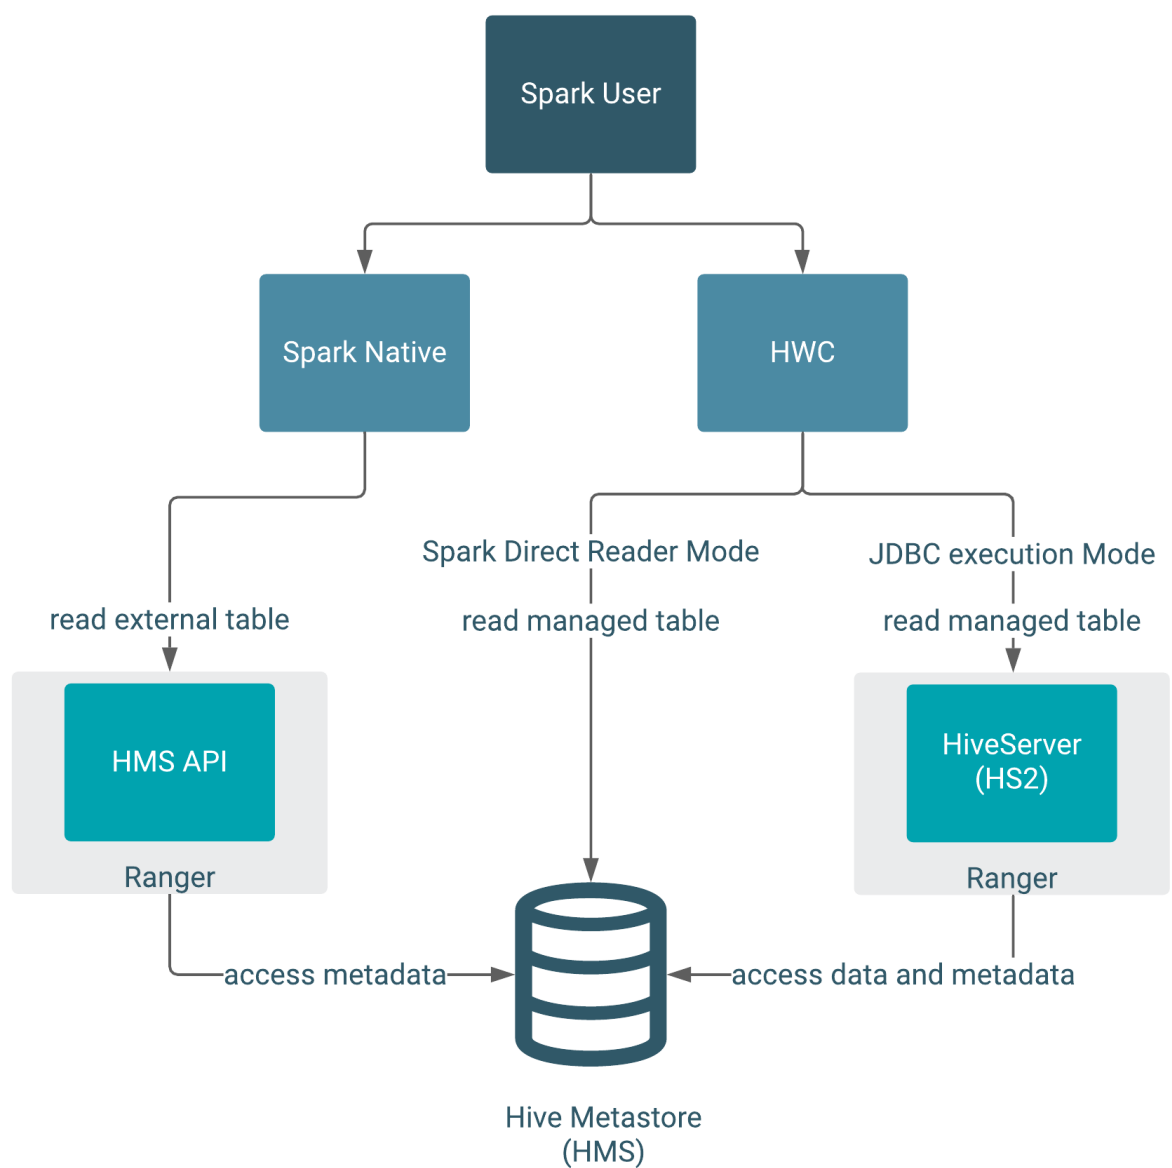 Spark User
Spark Native
HWC
Spark Direct Reader Mode
JDBC execution Mode
read external table
read managed table
read managed table
HMS API
HiveServer
(HS2)
Ranger
Ranger
access metadata
access data and metadata
Hive Metastore
(HMS)